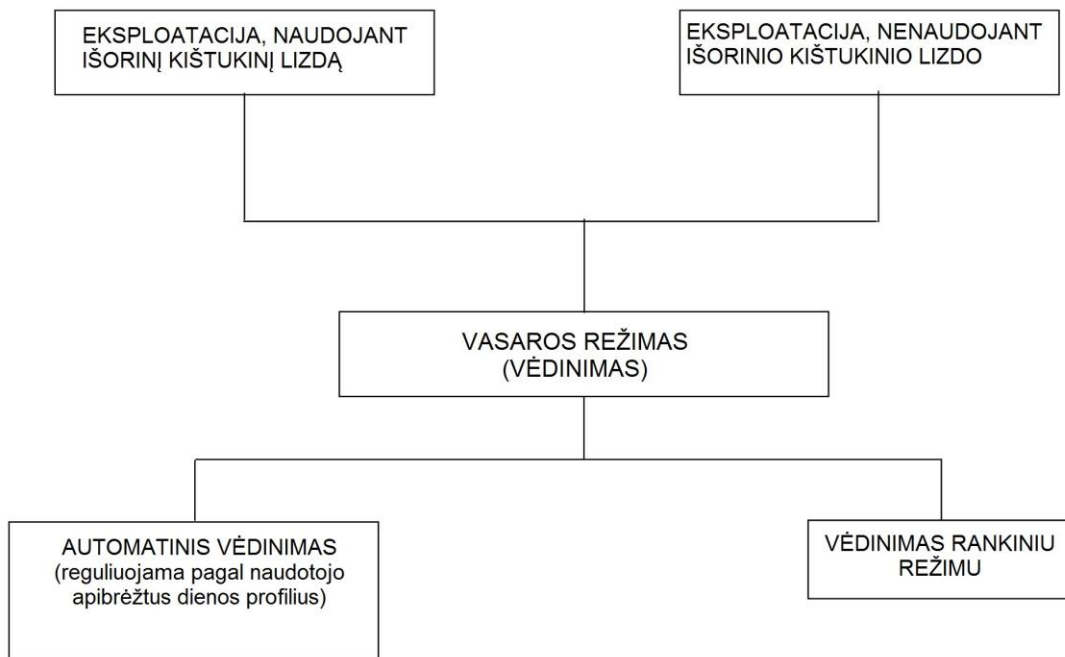 EKSPLOATACIJA, NAUDOJANT
IŠORINĮ KIŠTUKINĮ LIZDĄ
EKSPLOATACIJA, NENAUDOJANT
IŠORINIO KIŠTUKINIO LIZDO
VASAROS REŽIMAS
(VĖDINIMAS)
AUTOMATINIS VĖDINIMAS
(reguliuojama pagal naudotojo
apibrėžtus dienos profilius)
VĖDINIMAS RANKINIU
REŽIMU